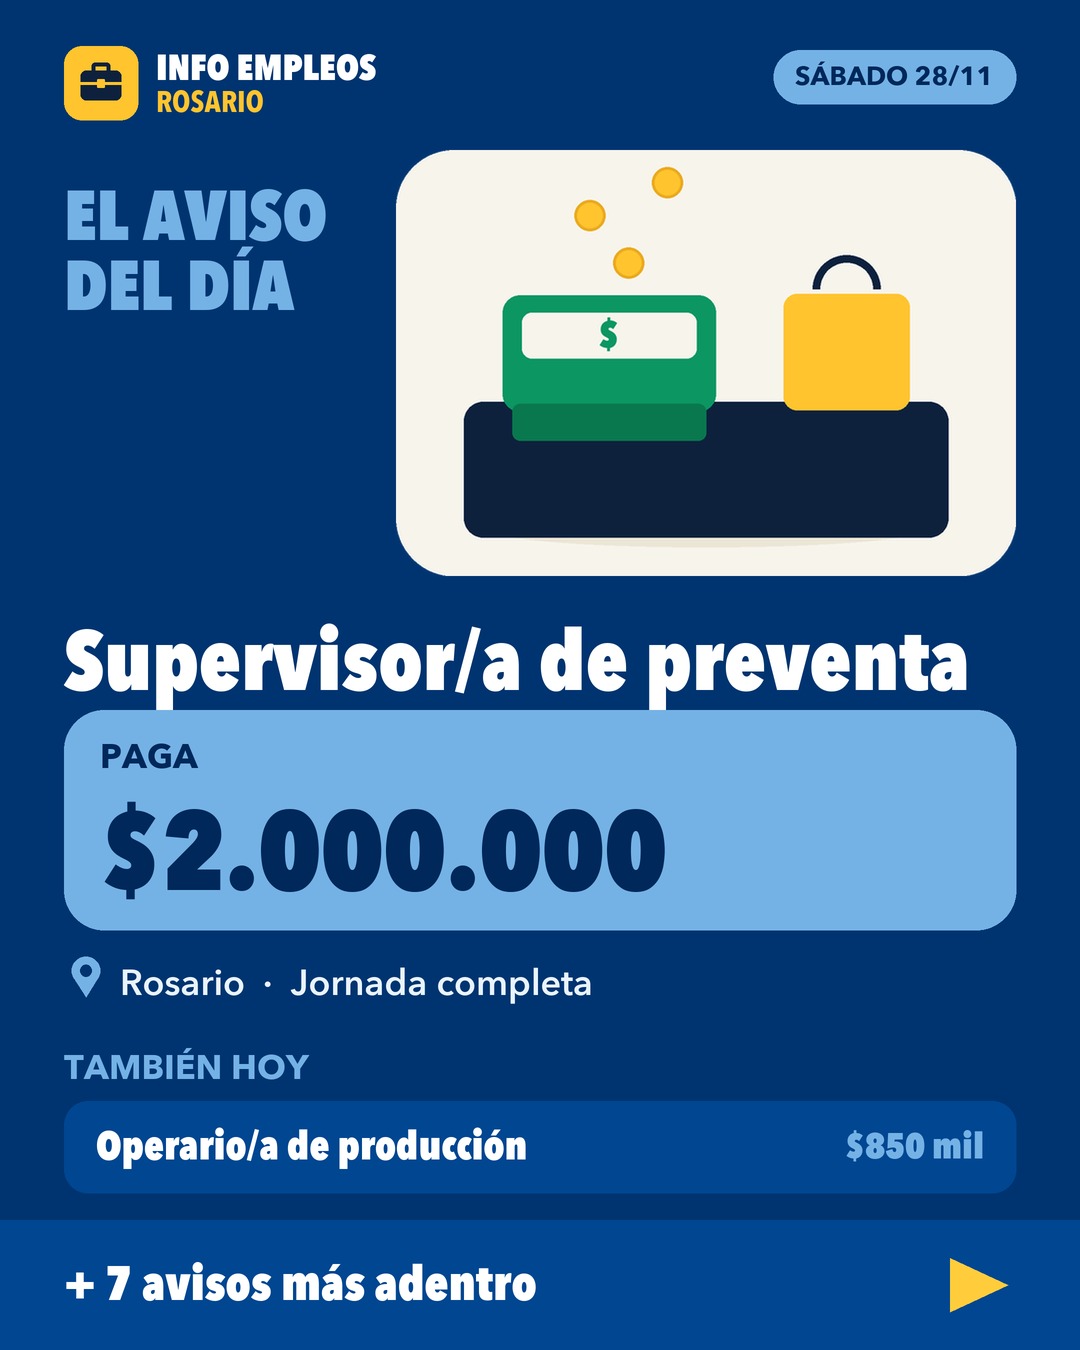 INFO EMPLEOS
ROSARIO
SÁBADO 28/11
EL AVISO
DEL DÍA
$
Supervisor/a de preventa
PAGA
$2.000.000
Rosario · Jornada completa
TAMBIÉN HOY
Operario/a de producción
$850 mil
+ 7 avisos más adentro